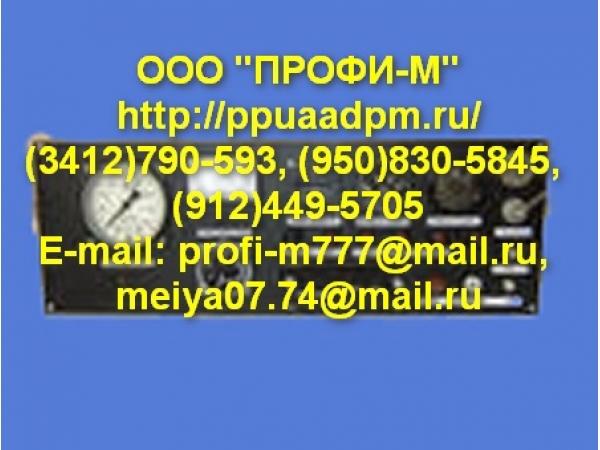 ООО "ПРОФИ-М"
http://ppuaadpm.ru/
(3412)790-593, (950)830-5845,
(912)449-5705
E-mail: profi-m777@mail.ru,
meiya07.74@mail.ru